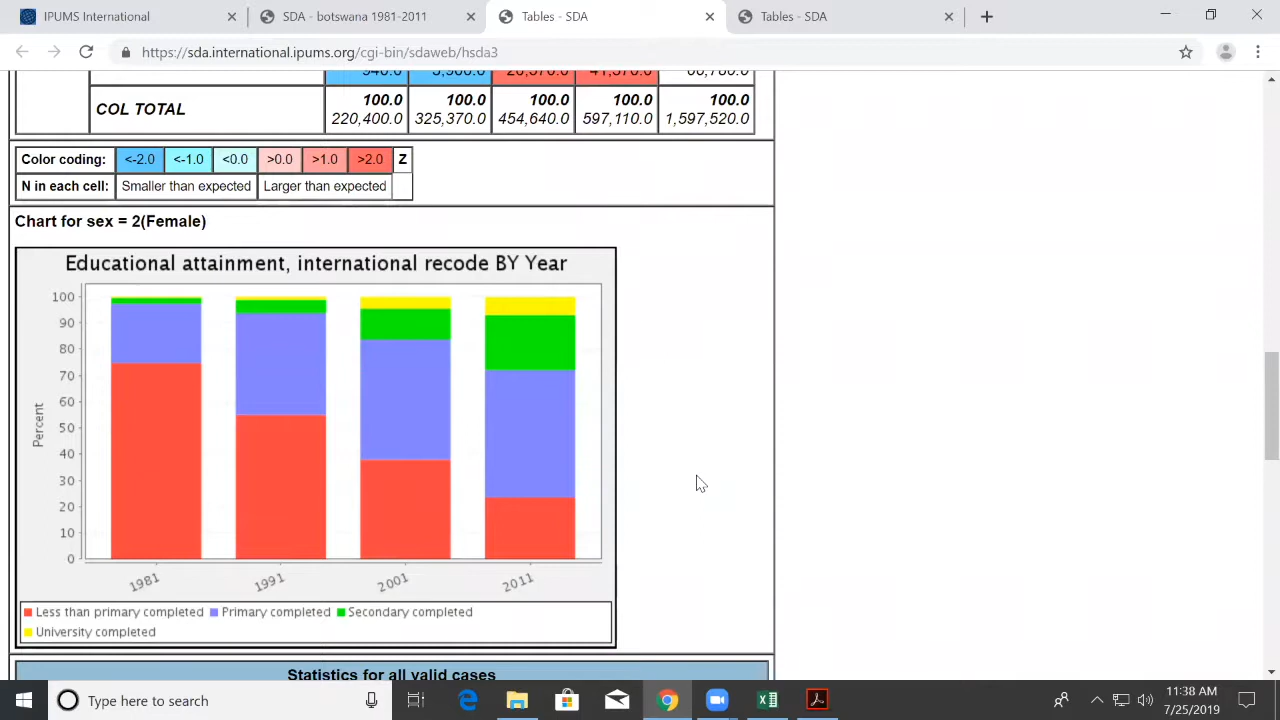 IPUMS International
SDA - botswana 1981-2011
Tables - SDA
Tables - SDA
https://sda.international.ipums.org/cgi-bin/sdaweb/hsda3
COL TOTAL
100.0 100.0 100.0 100.0 100.0
220,400.0 325,370.0 454,640.0 597,110.0 1,597,520.0
Color coding: <-2.0 <-1.0 <0.0 >0.0 >1.0 >2.0 Z
N in each cell: Smaller than expected Larger than expected
Chart for sex = 2(Female)
Educational attainment, international recode BY Year
100
90
80
70
60
50
40
30
20
10
0
Percent
1981 1991 2001 2011
Less than primary completed Primary completed Secondary completed
University completed
Statistics for all valid cases
Type here to search
11:38 AM
7/25/2019